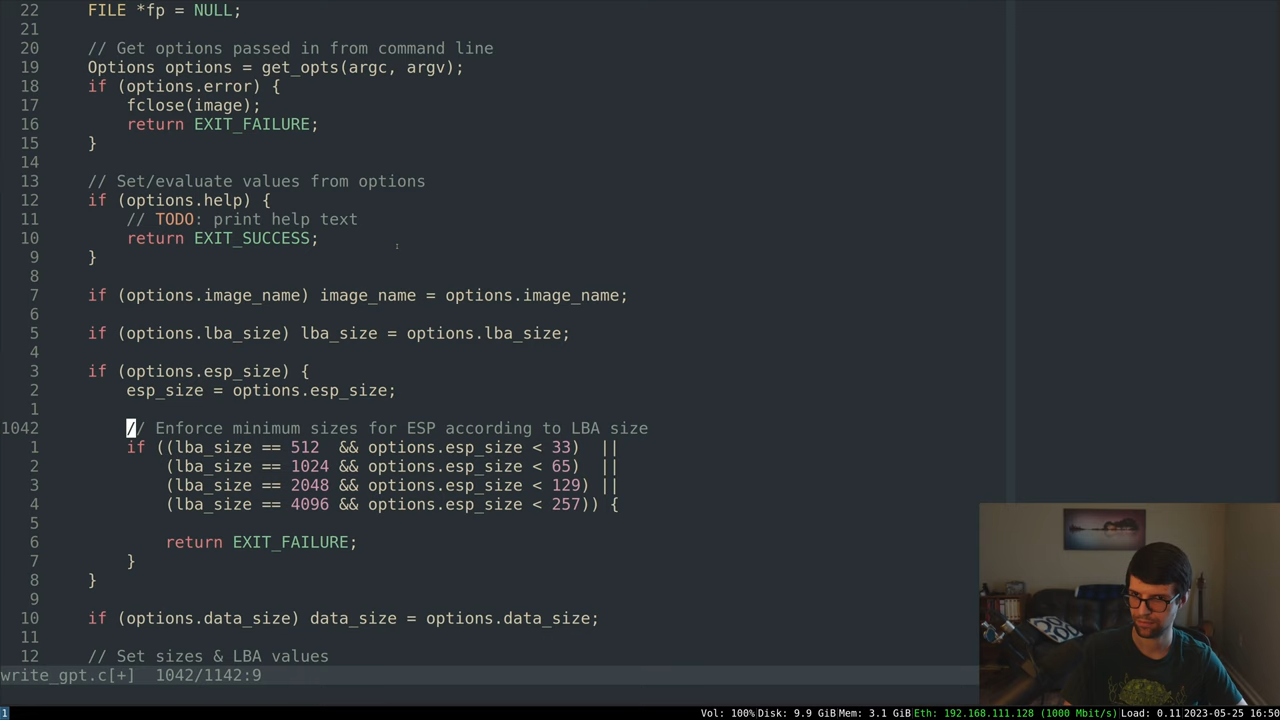 22     FILE *fp = NULL;
21
20     // Get options passed in from command line
19     Options options = get_opts(argc, argv);
18     if (options.error) {
17         fclose(image);
16         return EXIT_FAILURE;
15     }
14
13     // Set/evaluate values from options
12     if (options.help) {
11         // TODO: print help text
10         return EXIT_SUCCESS;
9     }
8
7     if (options.image_name) image_name = options.image_name;
6
5     if (options.lba_size) lba_size = options.lba_size;
4
3     if (options.esp_size) {
2         esp_size = options.esp_size;
1
1042         // Enforce minimum sizes for ESP according to LBA size
1         if ((lba_size == 512  && options.esp_size < 33)  ||
2             (lba_size == 1024 && options.esp_size < 65)  ||
3             (lba_size == 2048 && options.esp_size < 129) ||
4             (lba_size == 4096 && options.esp_size < 257)) {
5
6             return EXIT_FAILURE;
7         }
8     }
9
10     if (options.data_size) data_size = options.data_size;
11
12     // Set sizes & LBA values
write_gpt.c[+]  1042/1142:9
1 Vol: 100% Disk: 9.9 GiB Mem: 3.1 GiB Eth: 192.168.111.128 (1000 Mbit/s) Load: 0.11 2023-05-25 16:50